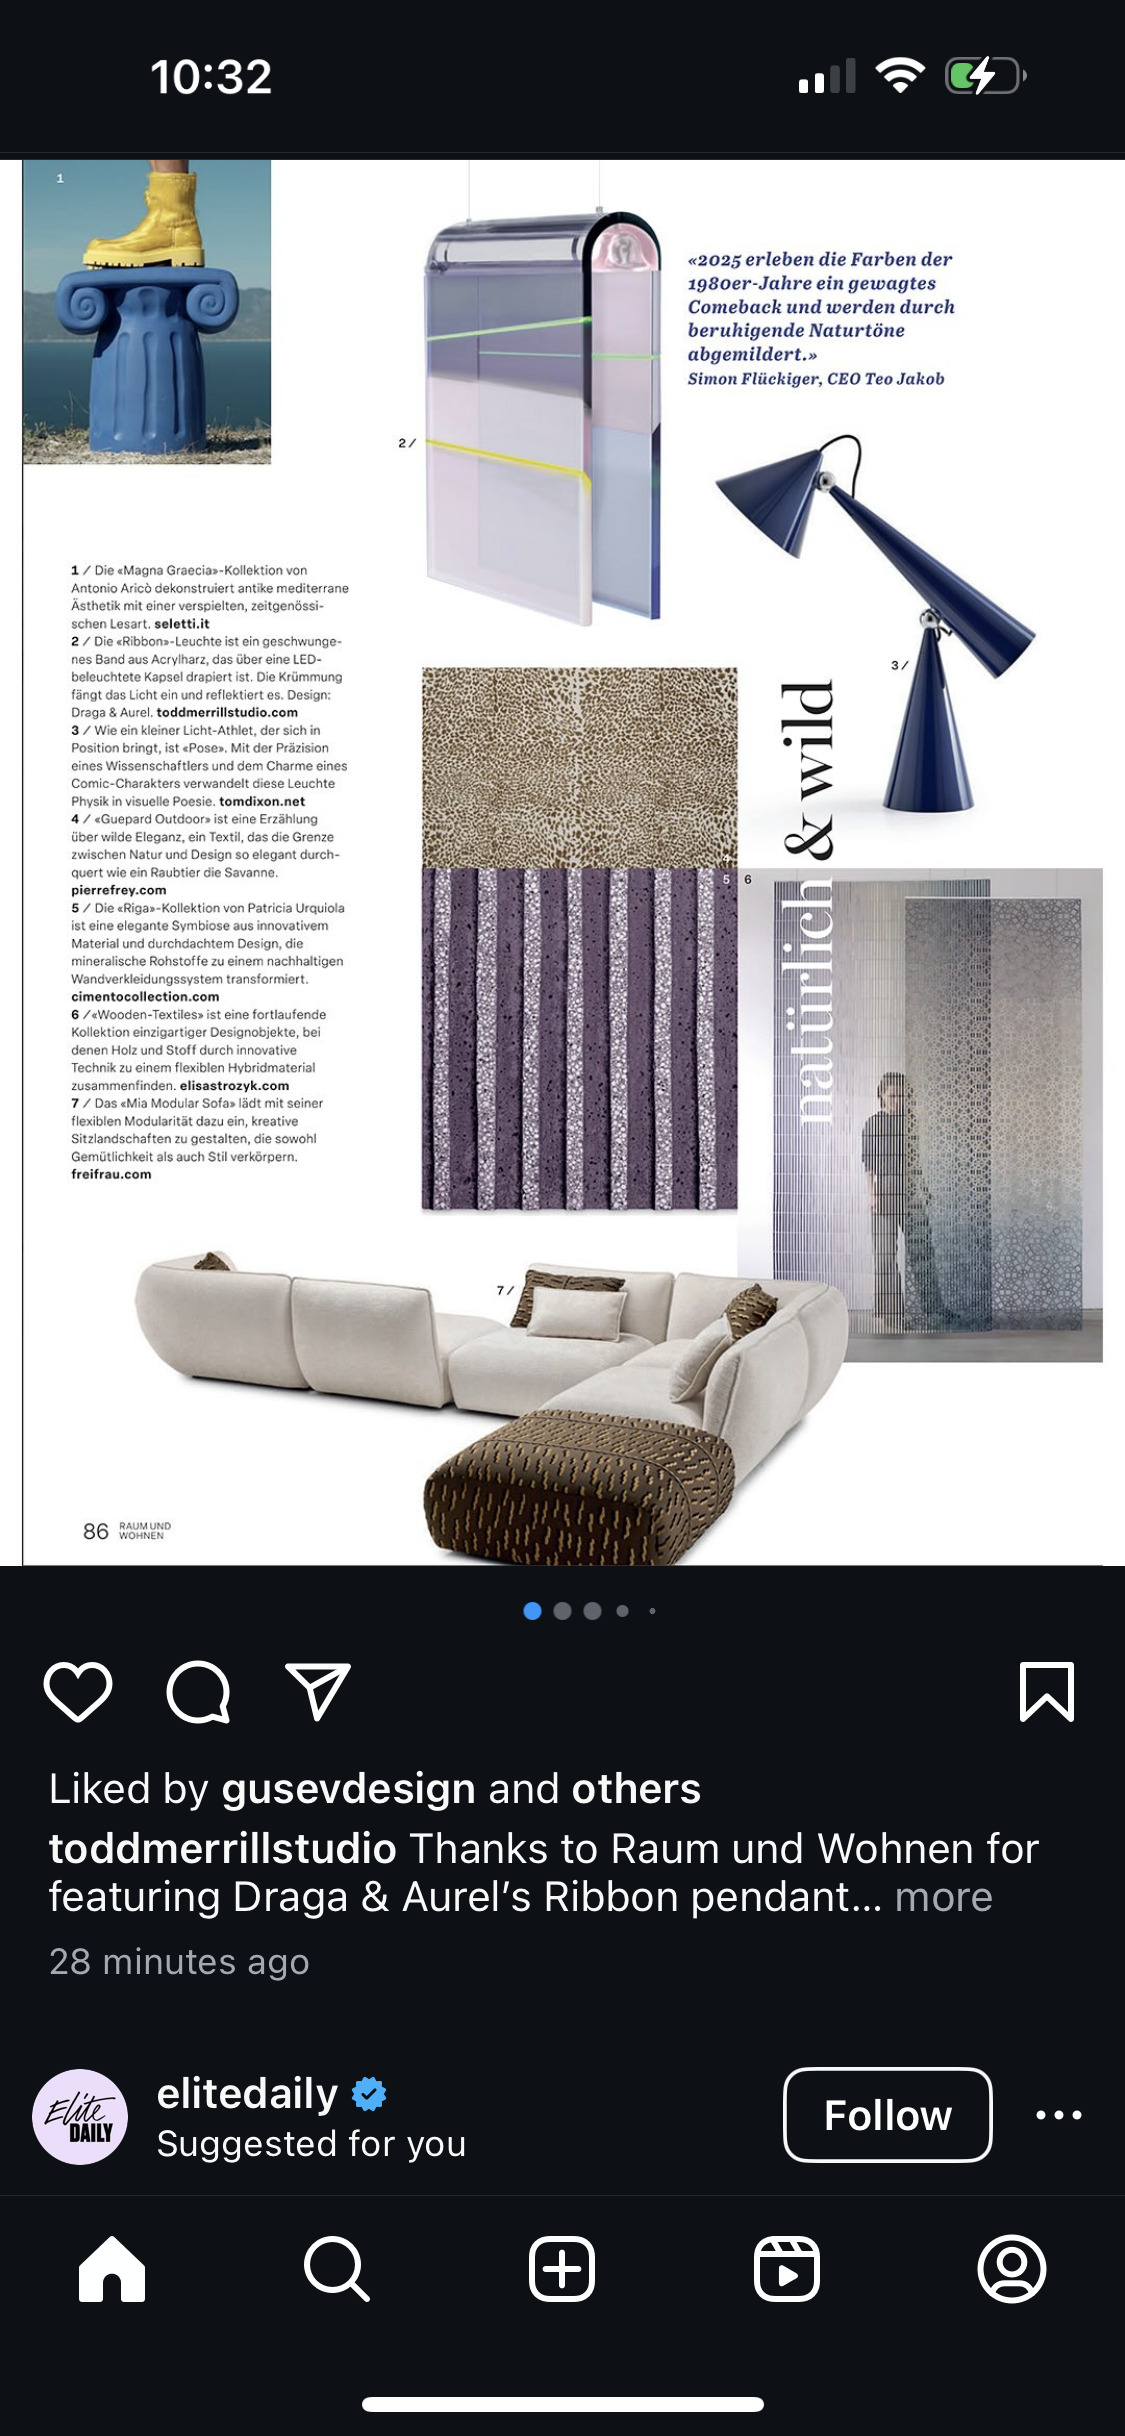 10:32
1
«2025 erleben die Farben der
1980er-Jahre ein gewagtes
Comeback und werden durch
beruhigende Naturtöne
abgemildert.»
Simon Flückiger, CEO Teo Jakob
2 /
3 /
1 / Die «Magna Graecia»-Kollektion von
Antonio Aricò dekonstruiert antike mediterrane
Ästhetik mit einer verspielten, zeitgenössi-
schen Lesart. seletti.it
2 / Die «Ribbon»-Leuchte ist ein geschwunge-
nes Band aus Acrylharz, das über eine LED-
beleuchtete Kapsel drapiert ist. Die Krümmung
fängt das Licht ein und reflektiert es. Design:
Draga & Aurel. toddmerrillstudio.com
3 / Wie ein kleiner Licht-Athlet, der sich in
Position bringt, ist «Pose». Mit der Präzision
eines Wissenschaftlers und dem Charme eines
Comic-Charakters verwandelt diese Leuchte
Physik in visuelle Poesie. tomdixon.net
4 / «Guepard Outdoor» ist eine Erzählung
über wilde Eleganz, ein Textil, das die Grenze
zwischen Natur und Design so elegant durch-
quert wie ein Raubtier die Savanne.
pierrefrey.com
5 / Die «Riga»-Kollektion von Patricia Urquiola
ist eine elegante Symbiose aus innovativem
Material und durchdachtem Design, die
mineralische Rohstoffe zu einem nachhaltigen
Wandverkleidungssystem transformiert.
cimentocollection.com
6 /«Wooden-Textiles» ist eine fortlaufende
Kollektion einzigartiger Designobjekte, bei
denen Holz und Stoff durch innovative
Technik zu einem flexiblen Hybridmaterial
zusammenfinden. elisastrozyk.com
7 / Das «Mia Modular Sofa» lädt mit seiner
flexiblen Modularität dazu ein, kreative
Sitzlandschaften zu gestalten, die sowohl
Gemütlichkeit als auch Stil verkörpern.
freifrau.com
natürlich & wild
4
5
6
7 /
86 RAUM UND
WOHNEN
Liked by gusevdesign and others
toddmerrillstudio Thanks to Raum und Wohnen for
featuring Draga & Aurel’s Ribbon pendant... more
28 minutes ago
Elite
DAILY
elitedaily
Suggested for you
Follow